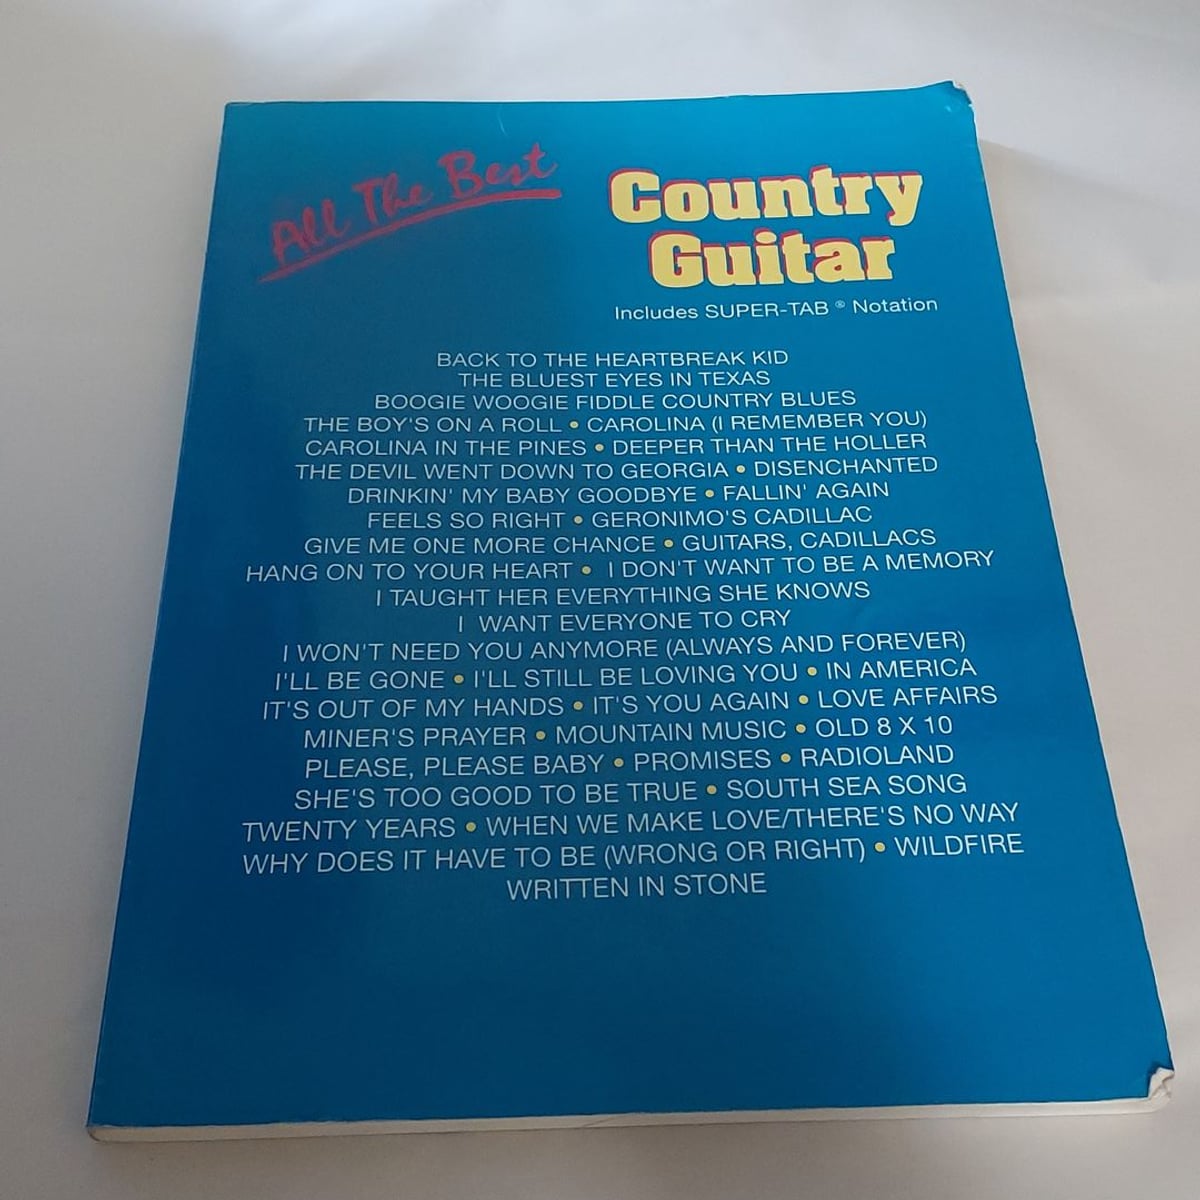 All The Best
Country
Guitar
Includes SUPER-TAB ® Notation
BACK TO THE HEARTBREAK KID
THE BLUEST EYES IN TEXAS
BOOGIE WOOGIE FIDDLE COUNTRY BLUES
THE BOY'S ON A ROLL • CAROLINA (I REMEMBER YOU)
CAROLINA IN THE PINES • DEEPER THAN THE HOLLER
THE DEVIL WENT DOWN TO GEORGIA • DISENCHANTED
DRINKIN' MY BABY GOODBYE • FALLIN' AGAIN
FEELS SO RIGHT • GERONIMO'S CADILLAC
GIVE ME ONE MORE CHANCE • GUITARS, CADILLACS
HANG ON TO YOUR HEART • I DON'T WANT TO BE A MEMORY
I TAUGHT HER EVERYTHING SHE KNOWS
I WANT EVERYONE TO CRY
I WON'T NEED YOU ANYMORE (ALWAYS AND FOREVER)
I'LL BE GONE • I'LL STILL BE LOVING YOU • IN AMERICA
IT'S OUT OF MY HANDS • IT'S YOU AGAIN • LOVE AFFAIRS
MINER'S PRAYER • MOUNTAIN MUSIC • OLD 8 X 10
PLEASE, PLEASE BABY • PROMISES • RADIOLAND
SHE'S TOO GOOD TO BE TRUE • SOUTH SEA SONG
TWENTY YEARS • WHEN WE MAKE LOVE/THERE'S NO WAY
WHY DOES IT HAVE TO BE (WRONG OR RIGHT) • WILDFIRE
WRITTEN IN STONE